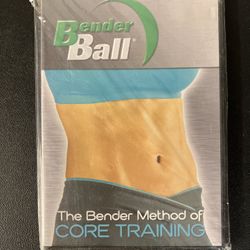 Bender
Ball®
The Bender Method of
CORE TRAINING